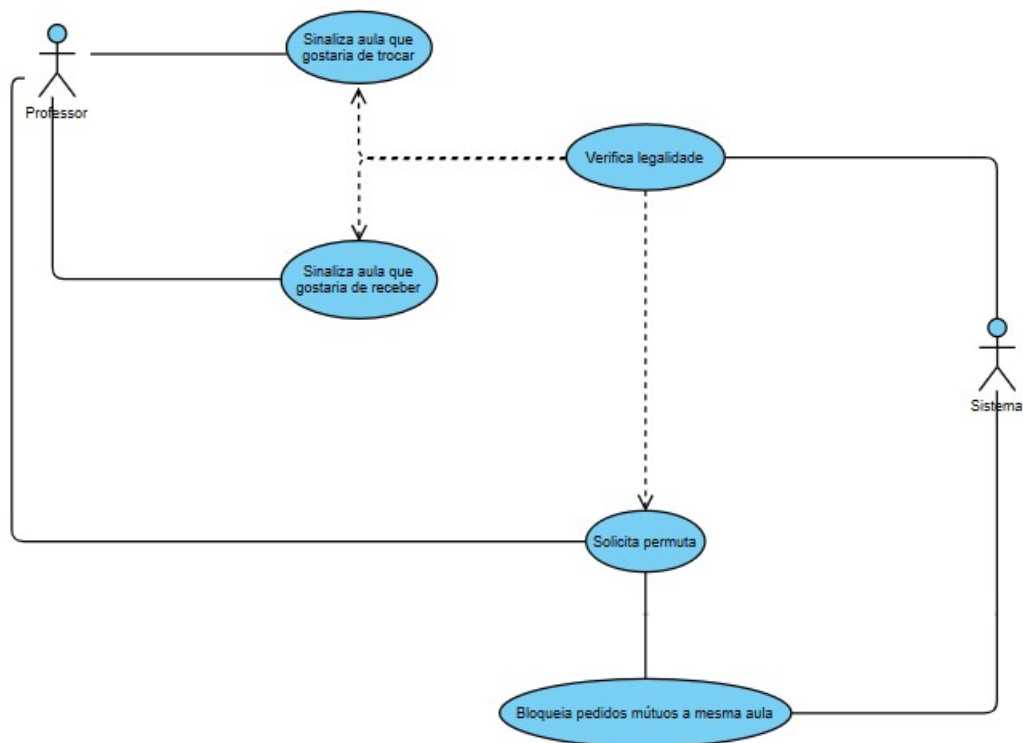 Sinaliza aula que
gostaria de trocar
Professor
Verifica legalidade
Sinaliza aula que
gostaria de receber
Sistema
Solicita permuta
Bloqueia pedidos mútuos a mesma aula